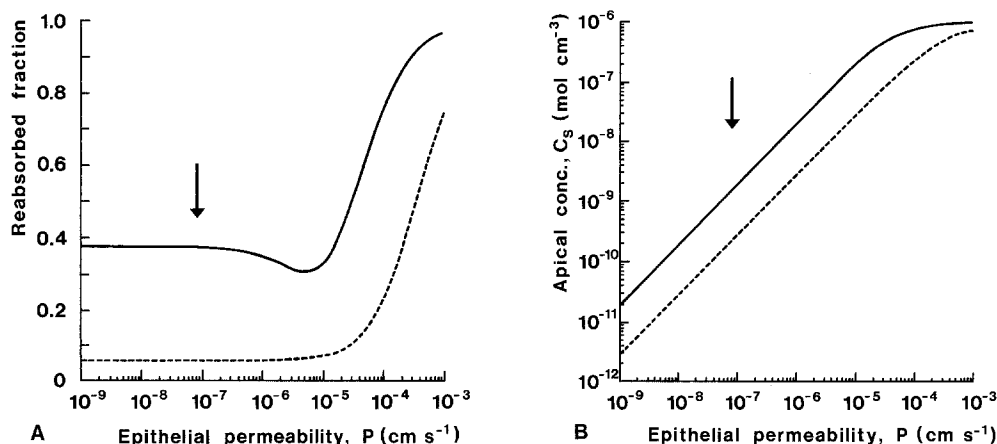 Reabsorbed fraction
1.0
0.8
0.6
0.4
0.2
0
10⁻⁹ 10⁻⁸ 10⁻⁷ 10⁻⁶ 10⁻⁵ 10⁻⁴ 10⁻³
A Epithelial permeability, P (cm s⁻¹)
Apical conc., Cₛ (mol cm⁻³)
10⁻⁶
10⁻⁷
10⁻⁸
10⁻⁹
10⁻¹⁰
10⁻¹¹
10⁻¹²
10⁻⁹ 10⁻⁸ 10⁻⁷ 10⁻⁶ 10⁻⁵ 10⁻⁴ 10⁻³
B Epithelial permeability, P (cm s⁻¹)